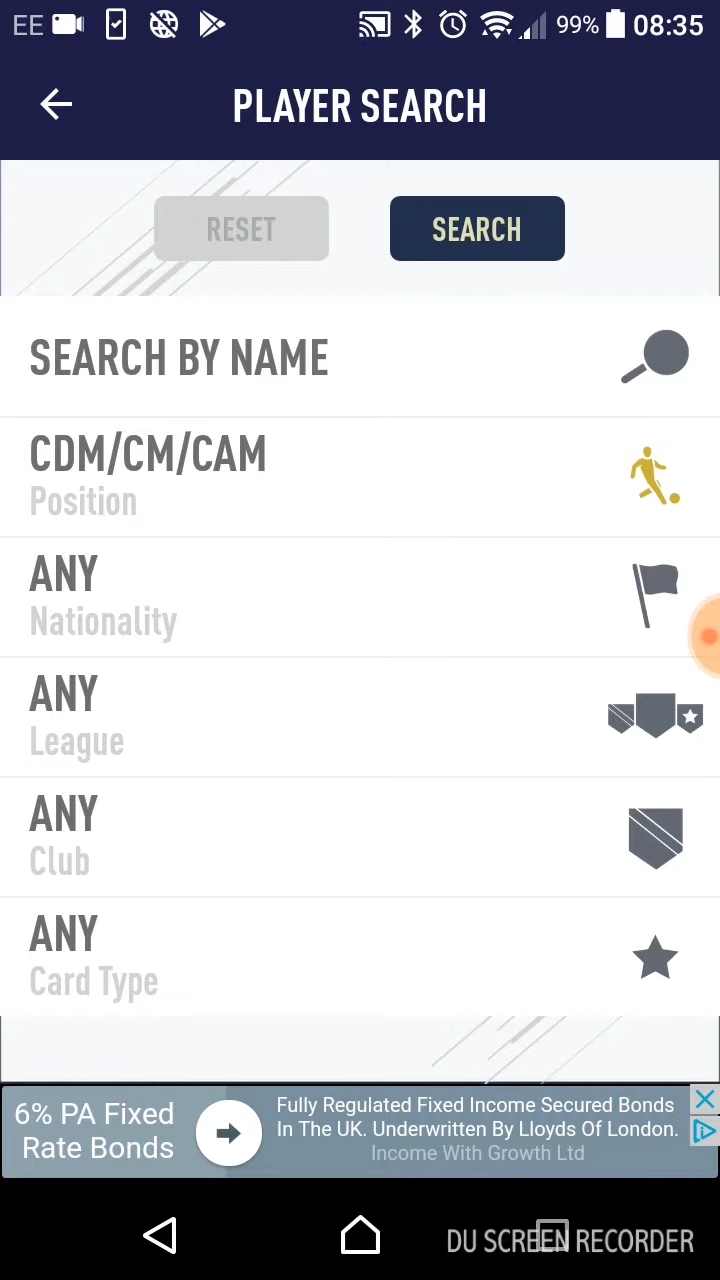 EE 99% 08:35
PLAYER SEARCH
RESET SEARCH
SEARCH BY NAME
CDM/CM/CAM
Position
ANY
Nationality
ANY
League
ANY
Club
ANY
Card Type
6% PA Fixed
Rate Bonds
Fully Regulated Fixed Income Secured Bonds
In The UK. Underwritten By Lloyds Of London.
Income With Growth Ltd
DU SCREEN RECORDER